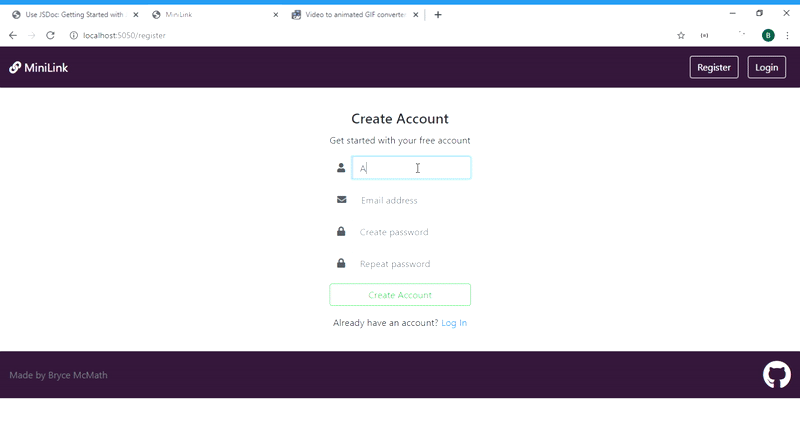 Use JSDoc: Getting Started with
MiniLink
Video to animated GIF converte
localhost:5050/register
B
MiniLink
Register
Login
Create Account
Get started with your free account
A
Email address
Create password
Repeat password
Create Account
Already have an account? Log In
Made by Bryce McMath